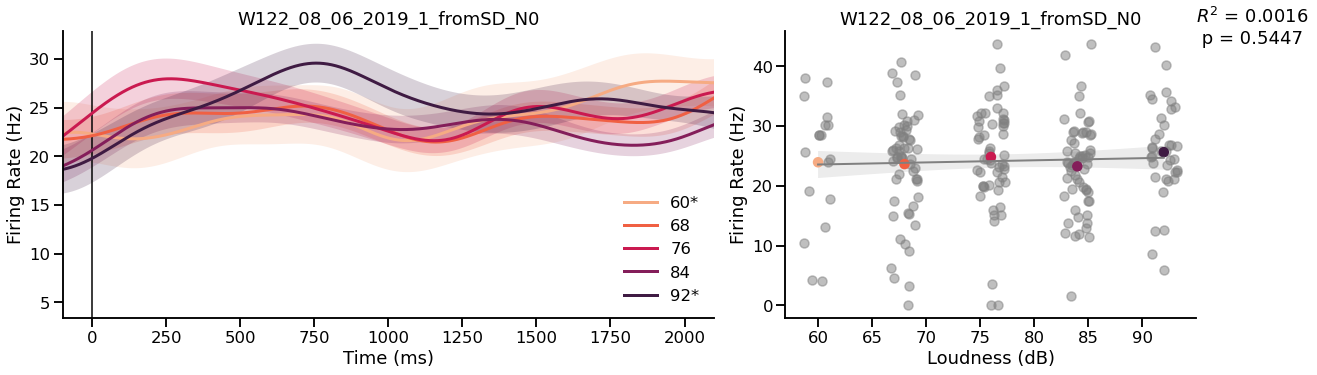 W122_08_06_2019_1_fromSD_N0
30
25
20
15
10
5
Firing Rate (Hz)
60*
68
76
84
92*
0 250 500 750 1000 1250 1500 1750 2000
Time (ms)
W122_08_06_2019_1_fromSD_N0
R² = 0.0016
p = 0.5447
40
30
20
10
0
Firing Rate (Hz)
60 65 70 75 80 85 90
Loudness (dB)